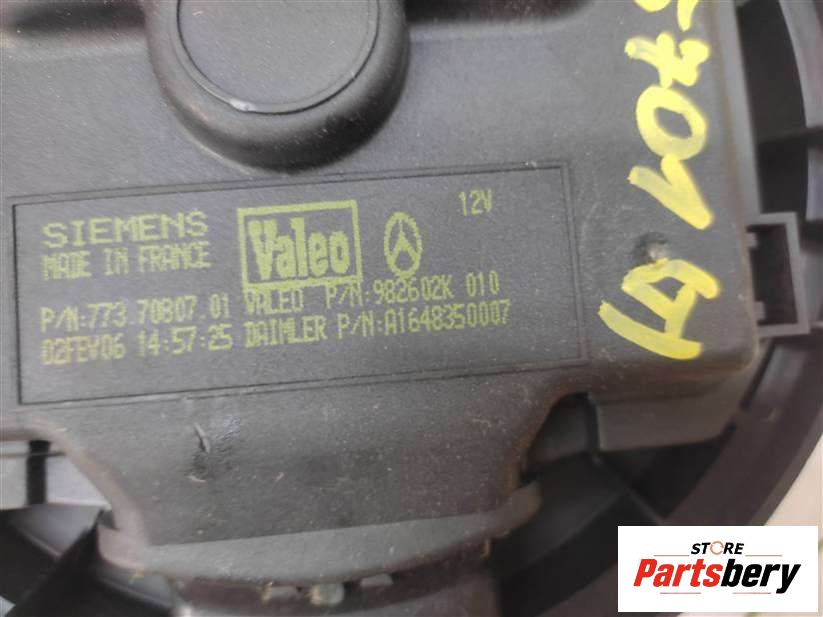 12V
SIEMENS
MADE IN FRANCE
Valeo
P/N:773.70807.01 VALEO P/N:982602K 010
02FEV06 14:57:25 DAIMLER P/N:A1648350007
STORE
Partsbery